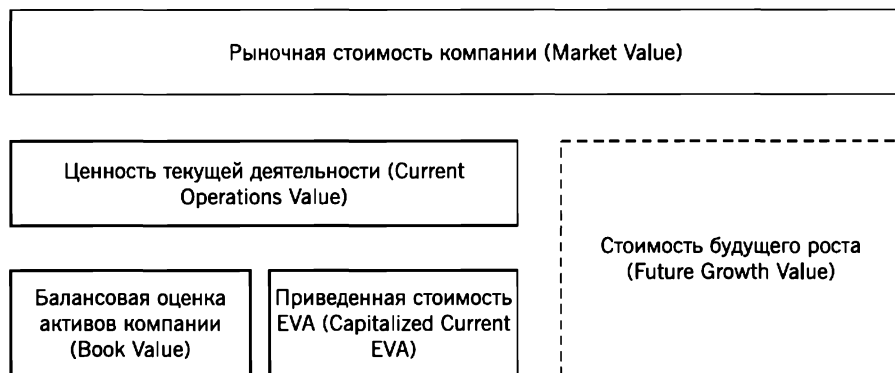 Рыночная стоимость компании (Market Value)
Ценность текущей деятельности (Current
Operations Value)
Стоимость будущего роста
(Future Growth Value)
Балансовая оценка
активов компании
(Book Value)
Приведенная стоимость
EVA (Capitalized Current
EVA)